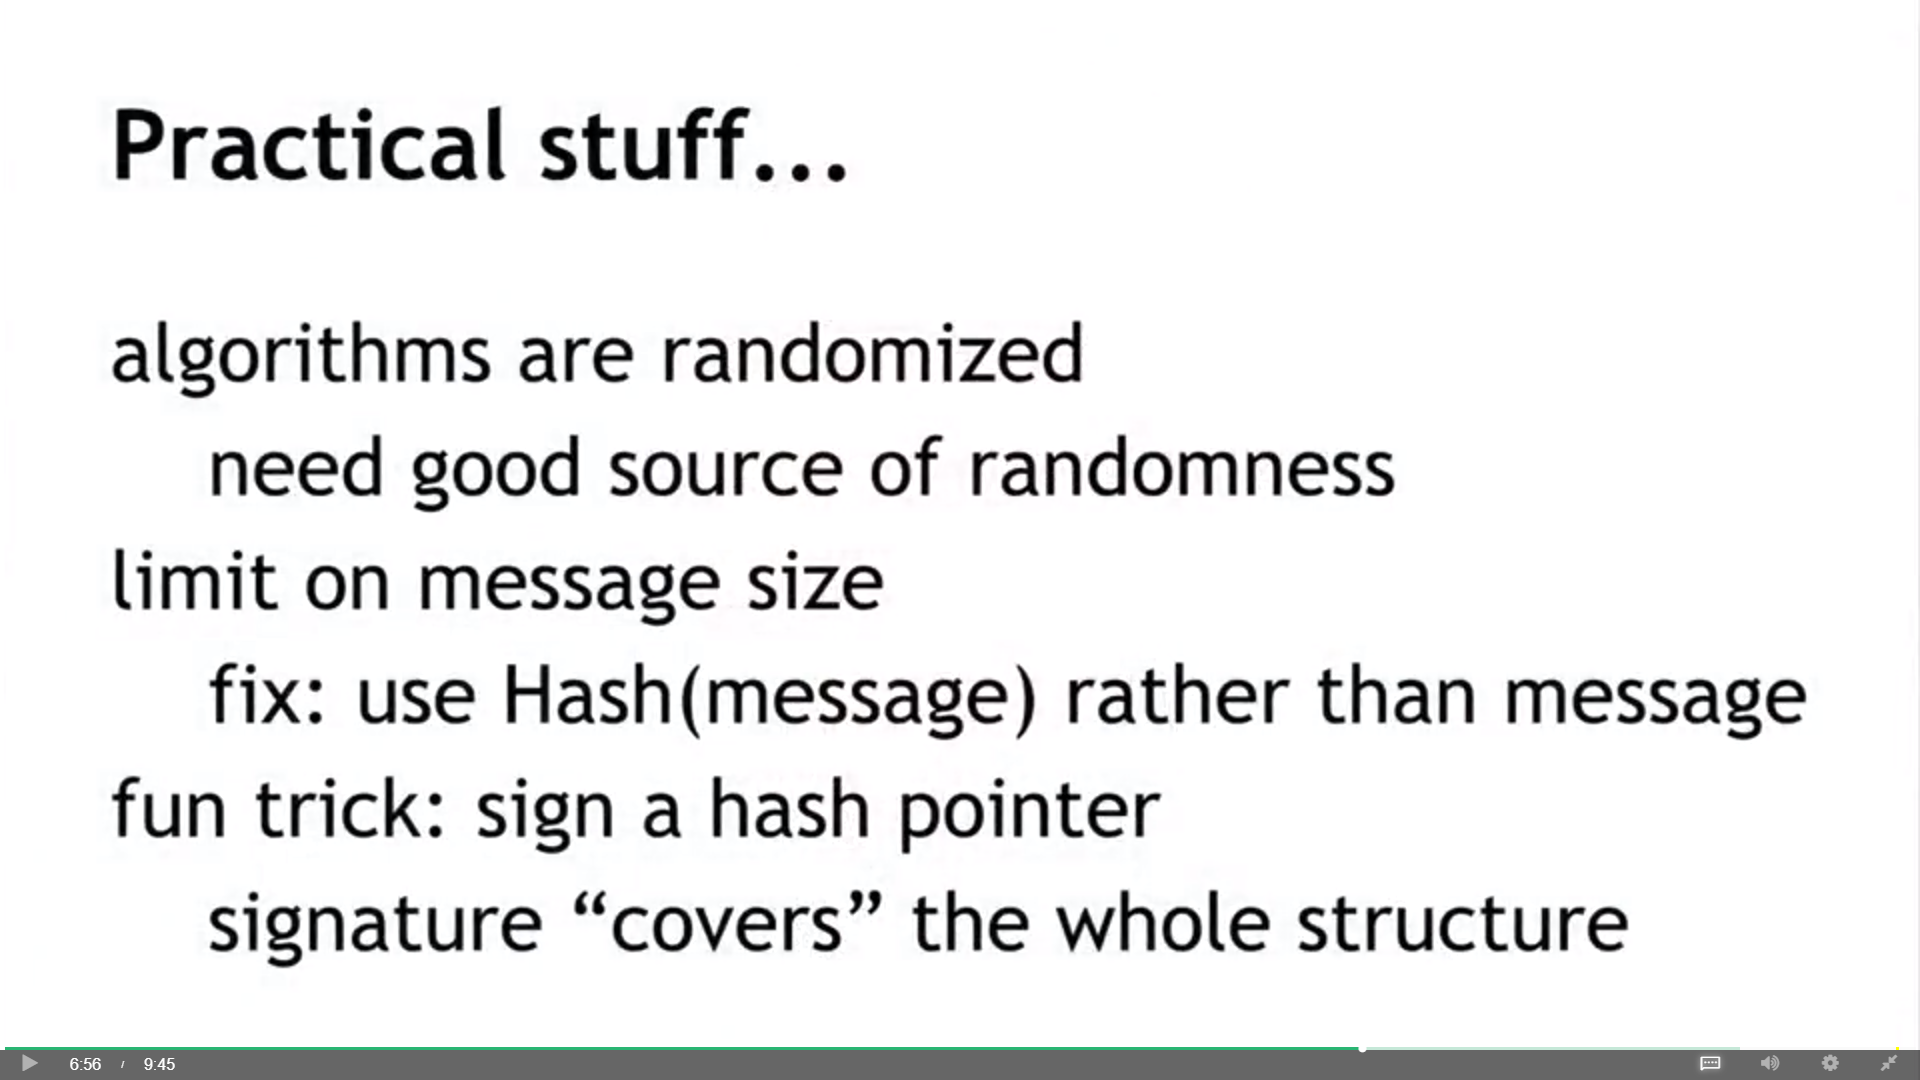 Practical stuff...
algorithms are randomized
need good source of randomness
limit on message size
fix: use Hash(message) rather than message
fun trick: sign a hash pointer
signature “covers” the whole structure
6:56 / 9:45